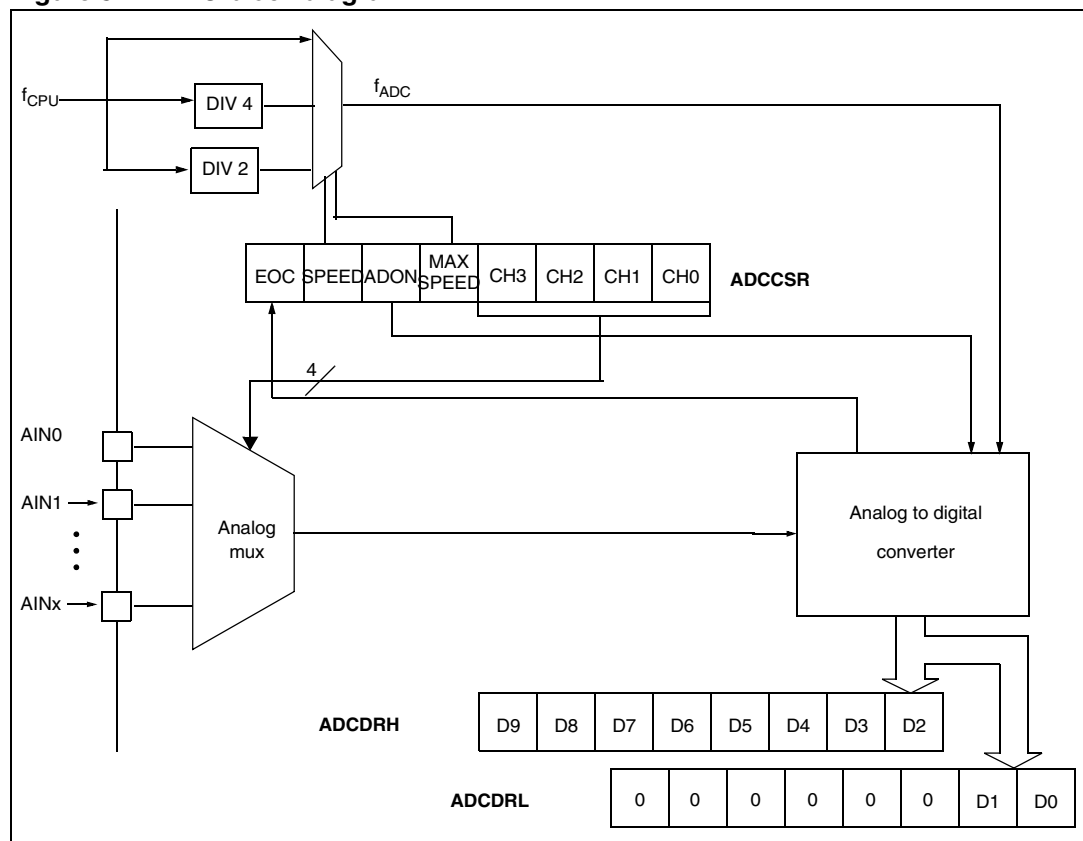 fCPU
DIV 4
fADC
DIV 2
EOC SPEED ADON MAX SPEED CH3 CH2 CH1 CH0 ADCCSR
4
AIN0
AIN1
AINx
Analog
mux
Analog to digital
converter
ADCDRH D9 D8 D7 D6 D5 D4 D3 D2
ADCDRL 0 0 0 0 0 0 D1 D0